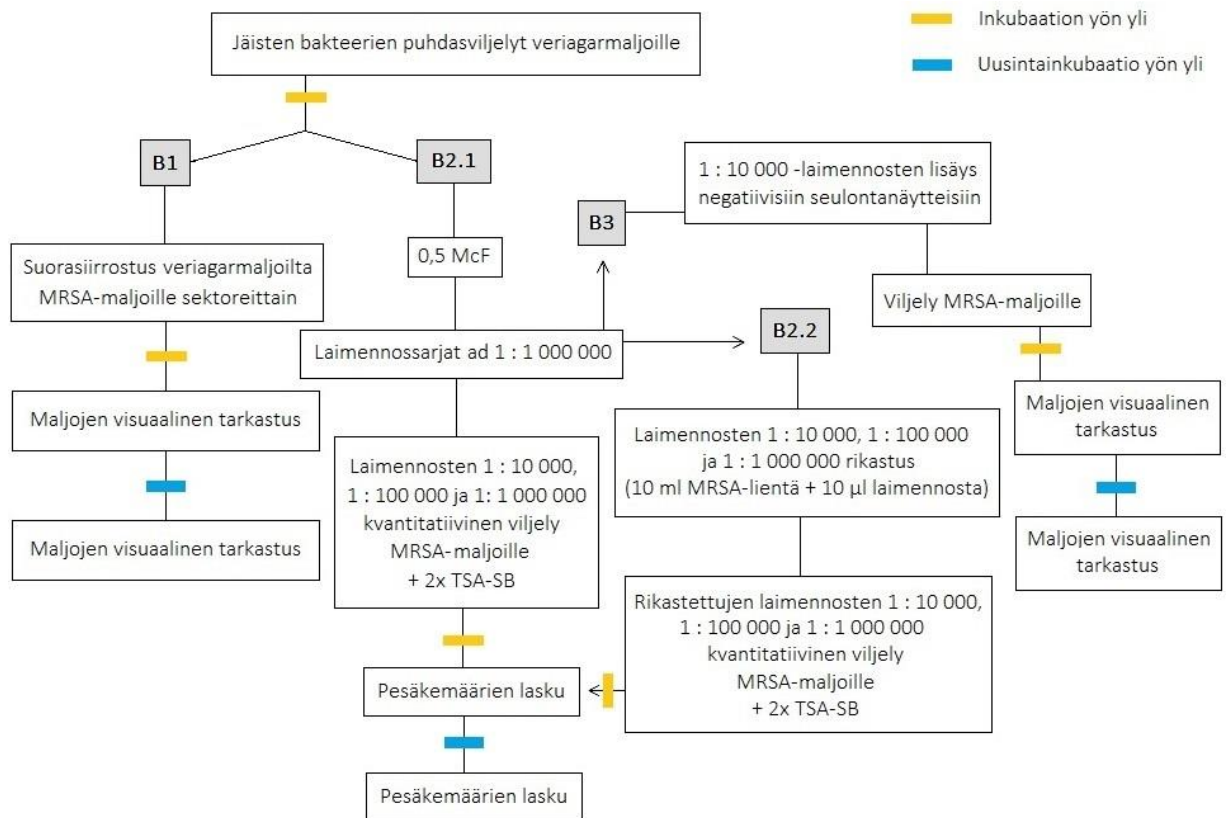 Jäisten bakteerien puhdasviljelyt veriagarmaljoille
Inkubaation yön yli
Uusintainkubaatio yön yli
B1
B2.1
B3
1 : 10 000 -laimennosten lisäys
negatiivisiin seulontanäytteisiin
0,5 McF
Suorasiirrostus veriagarmaljoilta
MRSA-maljoille sektoreittain
Viljely MRSA-maljoille
B2.2
Laimennossarjat ad 1 : 1 000 000
Maljojen visuaalinen tarkastus
Maljojen visuaalinen
tarkastus
Laimennosten 1 : 10 000, 1 : 100 000
ja 1 : 1 000 000 rikastus
(10 ml MRSA-lientä + 10 µl laimennosta)
Laimennosten 1 : 10 000,
1 : 100 000 ja 1: 1 000 000
kvantitatiivinen viljely
MRSA-maljoille
+ 2x TSA-SB
Maljojen visuaalinen tarkastus
Maljojen visuaalinen
tarkastus
Rikastettujen laimennosten 1 : 10 000,
1 : 100 000 ja 1 : 1 000 000
kvantitatiivinen viljely
MRSA-maljoille
+ 2x TSA-SB
Pesäkemäärien lasku
Pesäkemäärien lasku